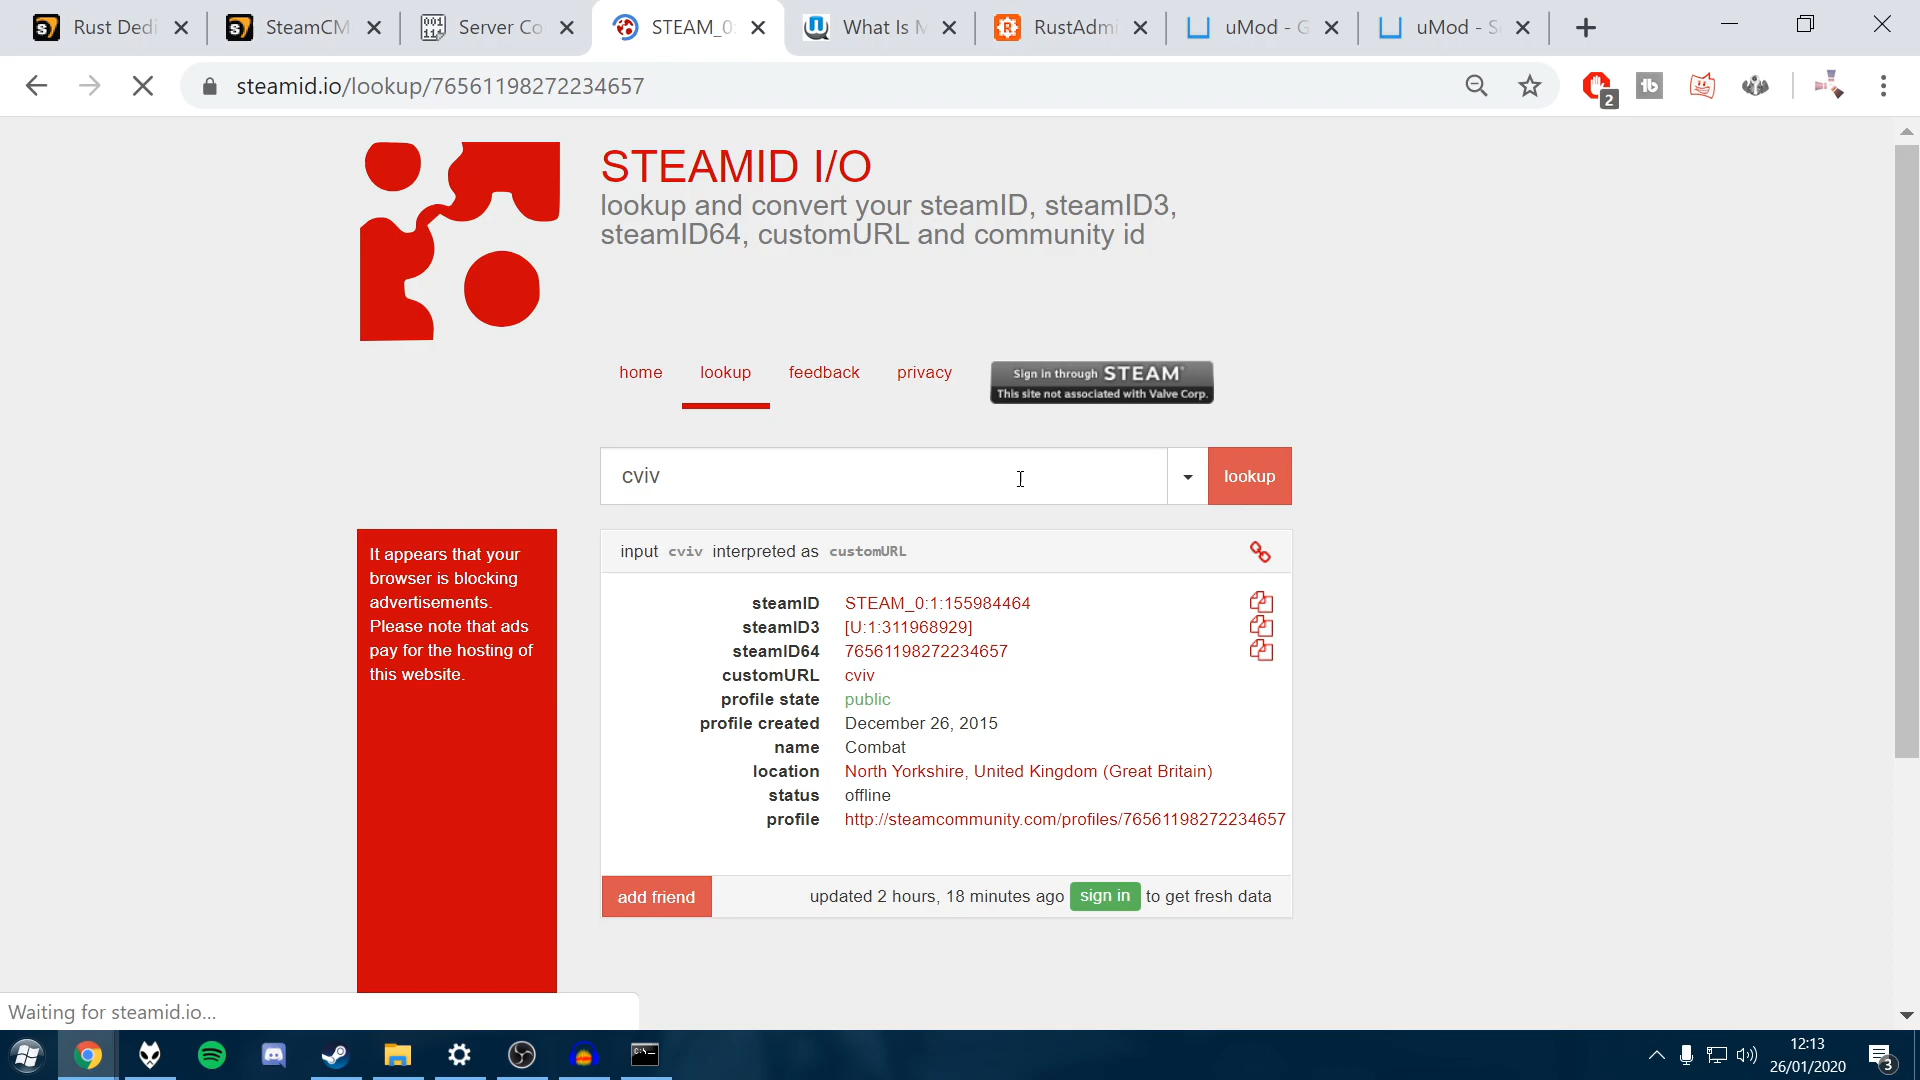 Rust Dedi
SteamCM
Server Co
STEAM_0:
What Is M
RustAdmi
uMod - G
uMod - S
steamid.io/lookup/76561198272234657
2
STEAMID I/O
lookup and convert your steamID, steamID3,
steamID64, customURL and community id
home
lookup
feedback
privacy
Sign in through STEAM
This site not associated with Valve Corp.
cviv
lookup
It appears that your
browser is blocking
advertisements.
Please note that ads
pay for the hosting of
this website.
input cviv interpreted as customURL
steamID STEAM_0:1:155984464
steamID3 [U:1:311968929]
steamID64 76561198272234657
customURL cviv
profile state public
profile created December 26, 2015
name Combat
location North Yorkshire, United Kingdom (Great Britain)
status offline
profile http://steamcommunity.com/profiles/76561198272234657
add friend
updated 2 hours, 18 minutes ago sign in to get fresh data
Waiting for steamid.io...
12:13
26/01/2020
3